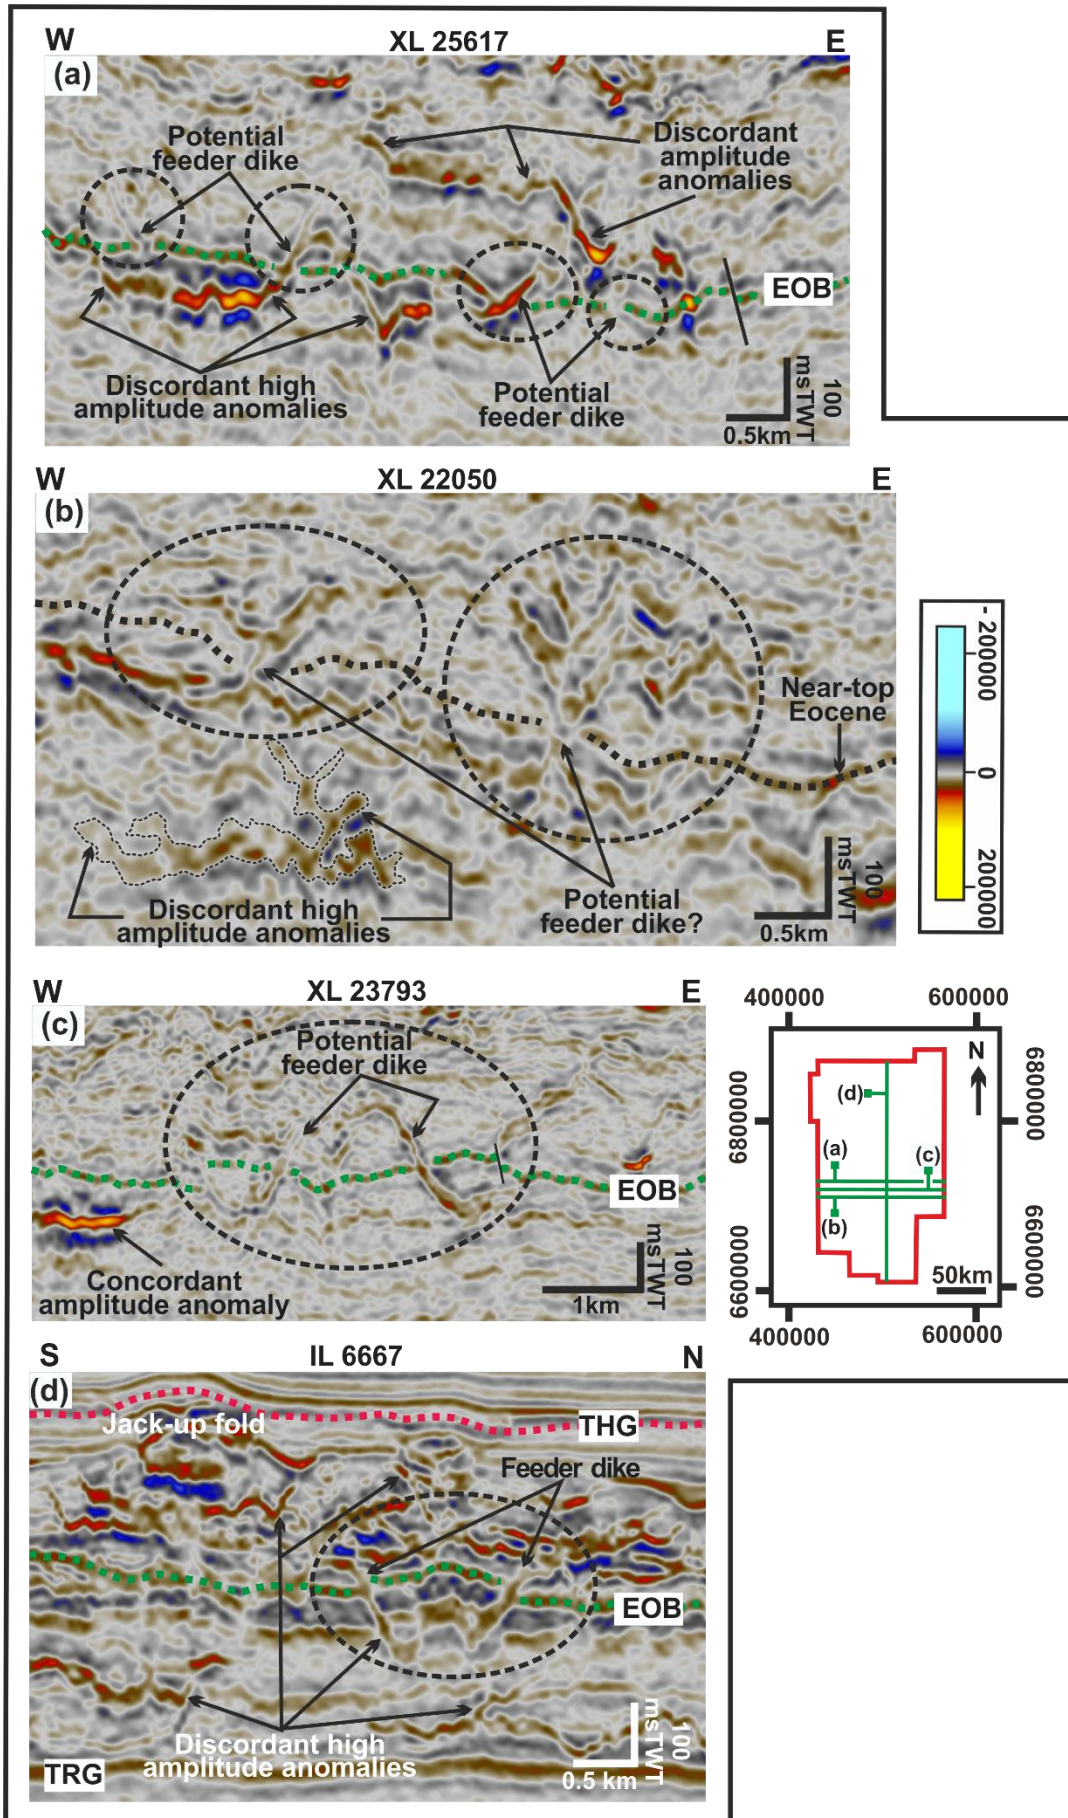 W XL 25617 E
(a)
Potential
feeder dike
Discordant
amplitude
anomalies
EOB
Discordant high
amplitude anomalies
Potential
feeder dike
100
msTWT
0.5km
W XL 22050 E
(b)
Near-top
Eocene
Discordant high
amplitude anomalies
Potential
feeder dike?
100
msTWT
0.5km
- 200000
0
200000
W XL 23793 E
(c)
Potential
feeder dike
EOB
Concordant
amplitude anomaly
100
msTWT
1km
400000 600000
N
6800000
6800000
(d)
(a)
(c)
(b)
6600000
6600000
50km
400000 600000
S IL 6667 N
(d)
Jack-up fold
THG
Feeder dike
EOB
Discordant high
amplitude anomalies
TRG
100
msTWT
0.5 km